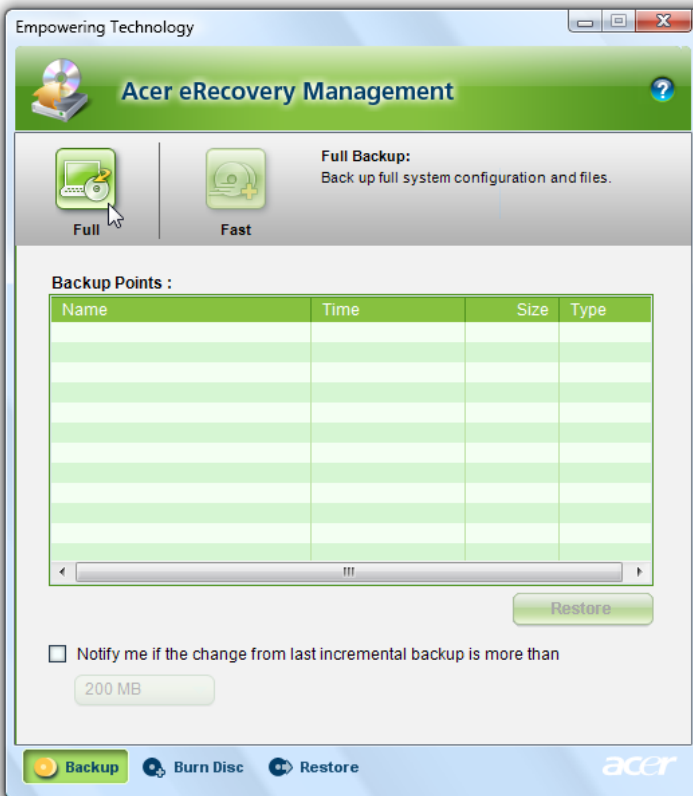 Empowering Technology
Acer eRecovery Management
Full
Fast
Full Backup:
Back up full system configuration and files.
Backup Points :
Name Time Size Type
Restore
Notify me if the change from last incremental backup is more than
200 MB
Backup Burn Disc Restore
acer